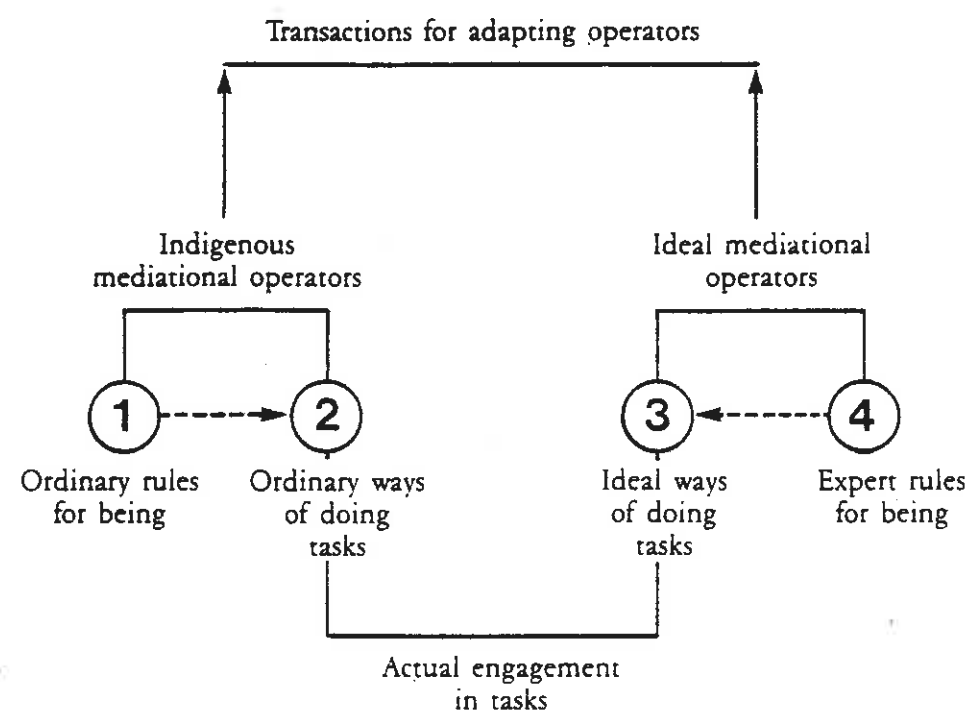 Transactions for adapting operators
Indigenous
mediational operators
Ideal mediational
operators
1
2
3
4
Ordinary rules
for being
Ordinary ways
of doing
tasks
Ideal ways
of doing
tasks
Expert rules
for being
Actual engagement
in tasks